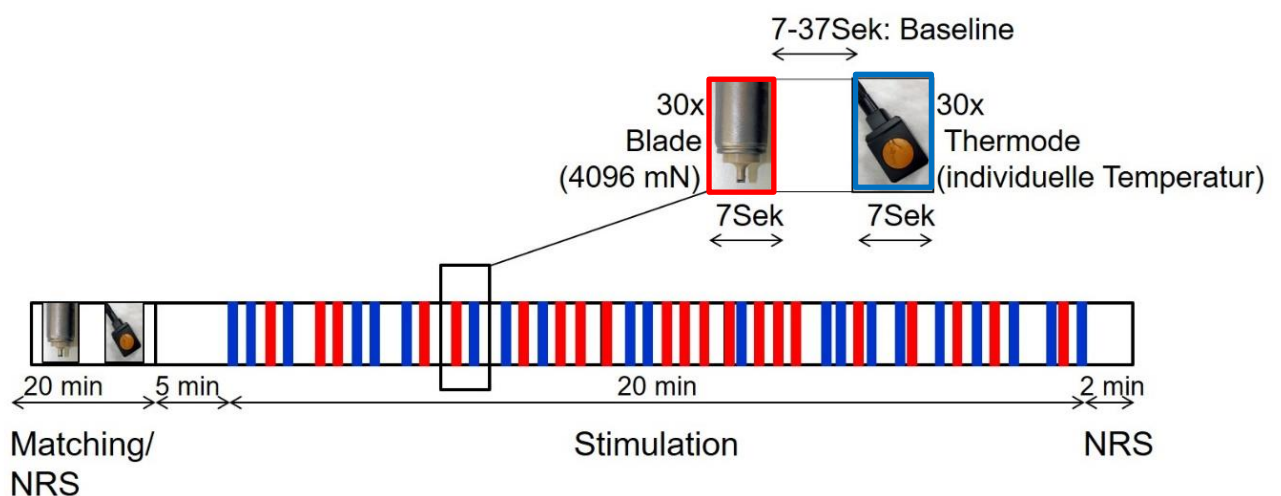 7-37Sek: Baseline
30x
Blade
(4096 mN)
30x
Thermode
(individuelle Temperatur)
7Sek
7Sek
20 min
5 min
20 min
2 min
Matching/
NRS
Stimulation
NRS